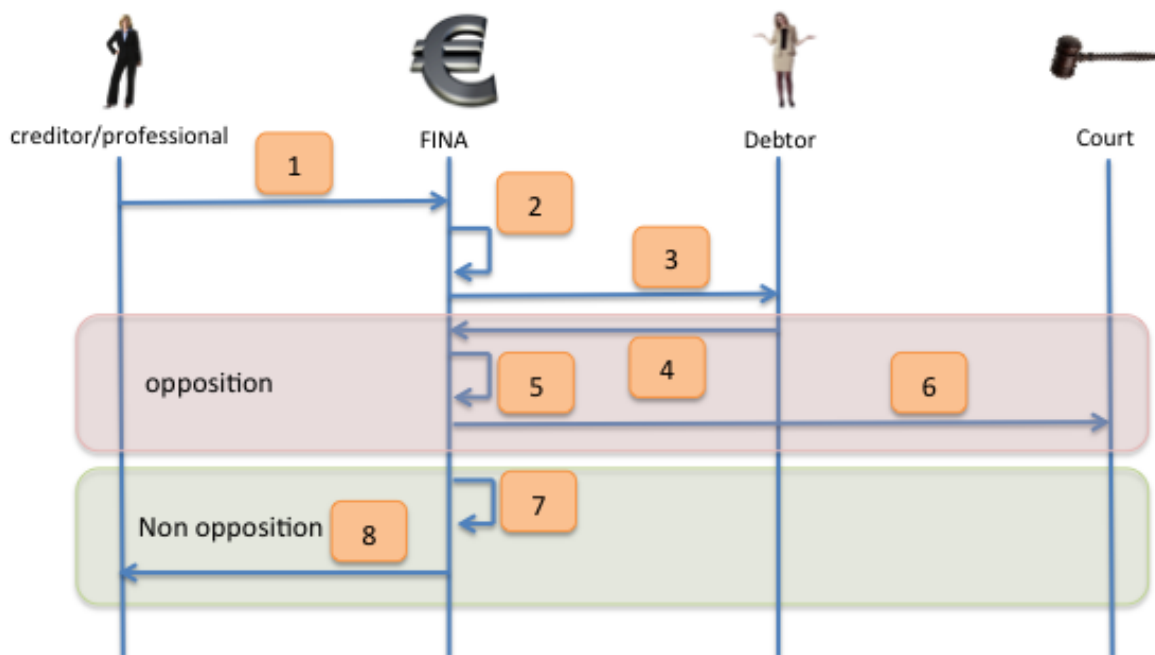 creditor/professional
FINA
Debtor
Court
1
2
3
4
opposition
5
6
7
Non opposition
8